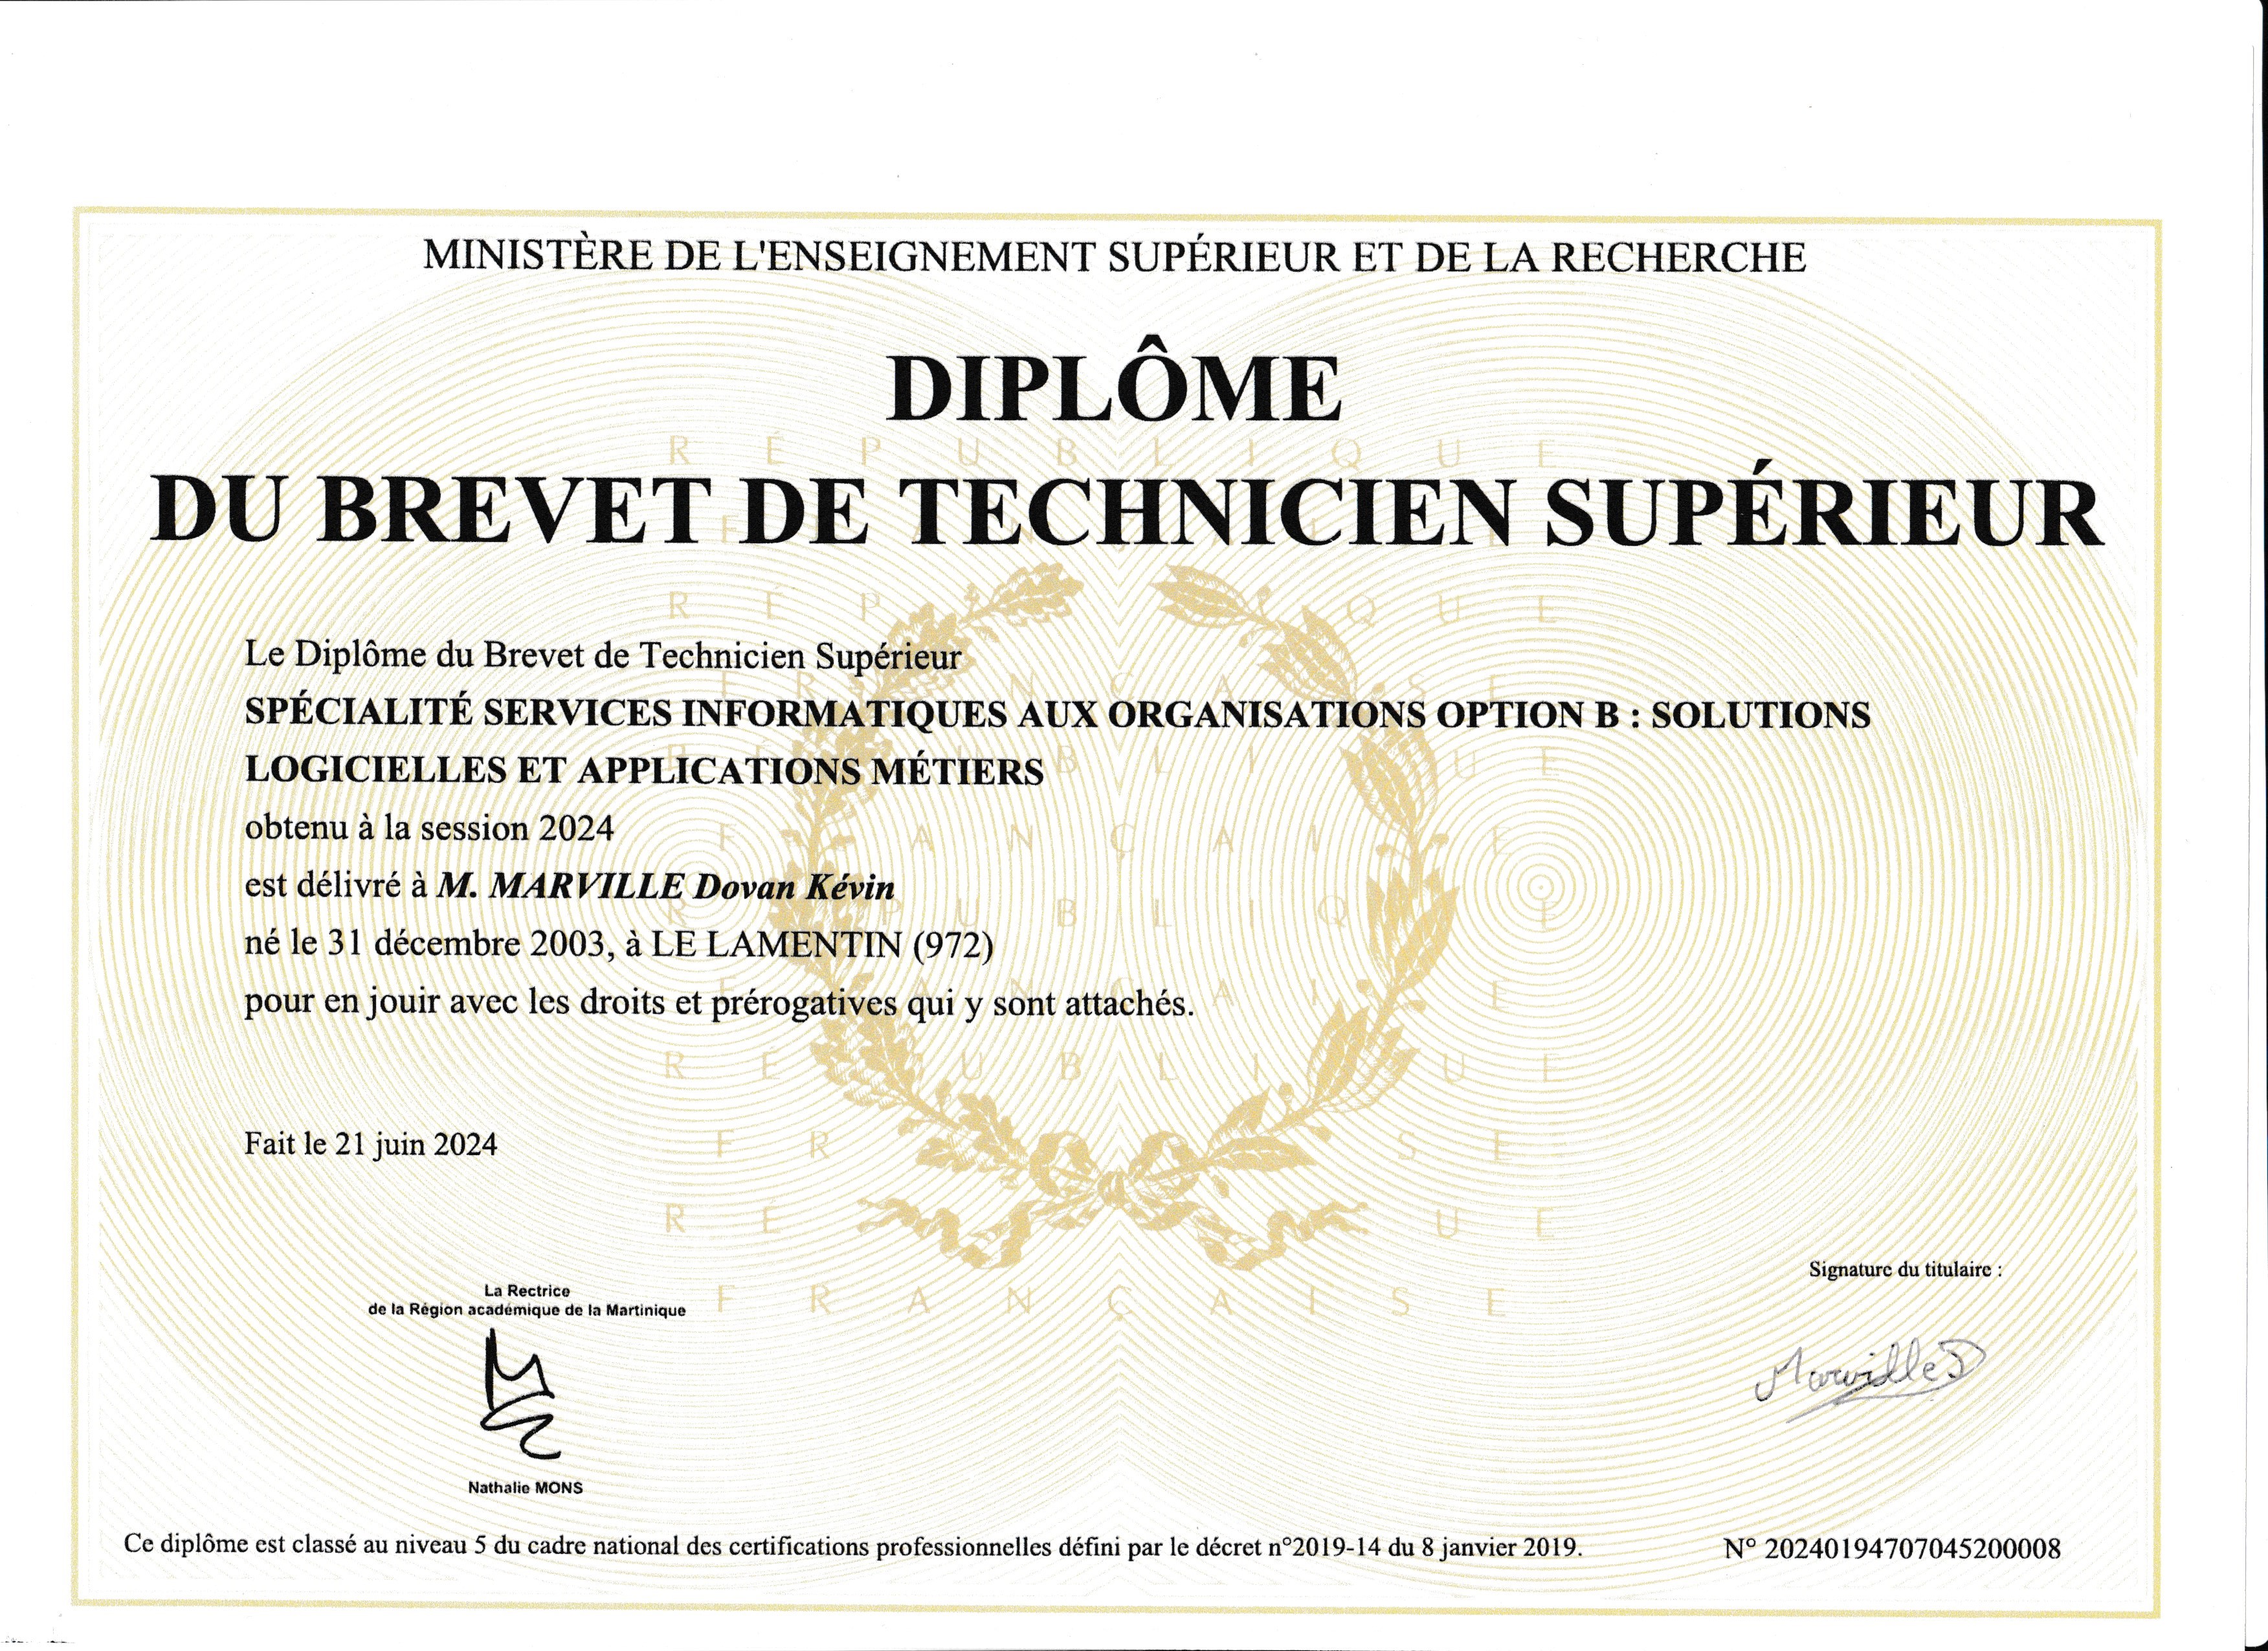 MINISTÈRE DE L'ENSEIGNEMENT SUPÉRIEUR ET DE LA RECHERCHE
DIPLÔME
DU BREVET DE TECHNICIEN SUPÉRIEUR
Le Diplôme du Brevet de Technicien Supérieur
SPÉCIALITÉ SERVICES INFORMATIQUES AUX ORGANISATIONS OPTION B : SOLUTIONS
LOGICIELLES ET APPLICATIONS MÉTIERS
obtenu à la session 2024
est délivré à M. MARVILLE Dovan Kévin
né le 31 décembre 2003, à LE LAMENTIN (972)
pour en jouir avec les droits et prérogatives qui y sont attachés.
Fait le 21 juin 2024
La Rectrice
de la Région académique de la Martinique
Nathalie MONS
Signature du titulaire :
Marville D
Ce diplôme est classé au niveau 5 du cadre national des certifications professionnelles défini par le décret n°2019-14 du 8 janvier 2019.
N° 20240194707045200008
RÉPUBLIQUE
FRANÇAISE